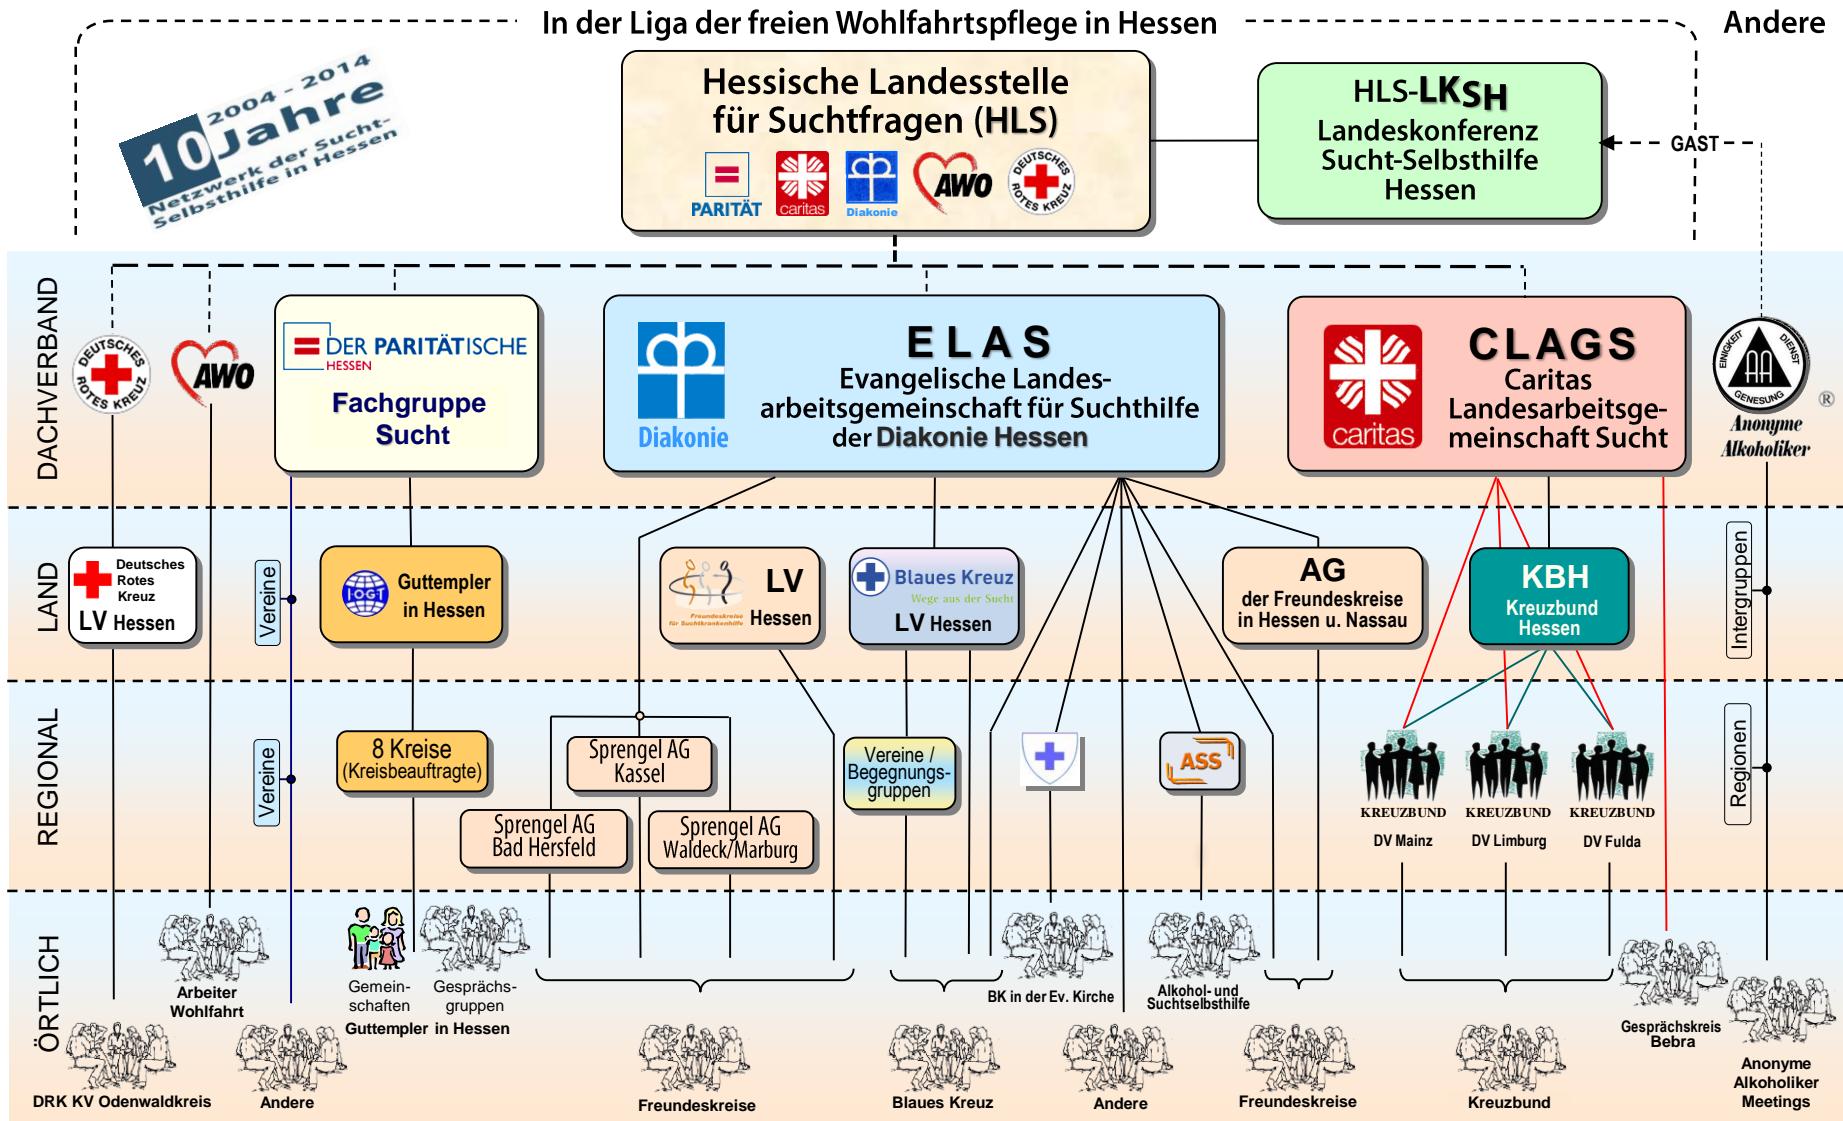 In der Liga der freien Wohlfahrtspflege in Hessen
Andere
10 Jahre
2004 - 2014
Netzwerk der Sucht-
Selbsthilfe in Hessen
Hessische Landesstelle
für Suchtfragen (HLS)
PARITÄT
caritas
Diakonie
AWO
DEUTSCHES
ROTES KREUZ
HLS-LKSH
Landeskonferenz
Sucht-Selbsthilfe
Hessen
GAST
DACHVERBAND
DEUTSCHES
ROTES KREUZ
AWO
DER PARITÄTISCHE
HESSEN
Fachgruppe
Sucht
Diakonie
ELAS
Evangelische Landes-
arbeitsgemeinschaft für Suchthilfe
der Diakonie Hessen
caritas
CLAGS
Caritas
Landesarbeitsge-
meinschaft Sucht
EINIGKEIT
DIENST
GENESUNG
AA
®
Anonyme
Alkoholiker
LAND
Deutsches
Rotes
Kreuz
LV Hessen
Vereine
I.O.G.T
Guttempler
in Hessen
Freundeskreise
für Suchtkrankenhilfe
LV
Hessen
Blaues Kreuz
Wege aus der Sucht
LV Hessen
AG
der Freundeskreise
in Hessen u. Nassau
KBH
Kreuzbund
Hessen
Intergruppen
REGIONAL
Vereine
8 Kreise
(Kreisbeauftragte)
Sprengel AG
Kassel
Sprengel AG
Bad Hersfeld
Sprengel AG
Waldeck/Marburg
Vereine /
Begegnungs-
gruppen
ASS
KREUZBUND
DV Mainz
KREUZBUND
DV Limburg
KREUZBUND
DV Fulda
Regionen
ÖRTLICH
DRK KV Odenwaldkreis
Arbeiter
Wohlfahrt
Andere
Gemein-
schaften
Gesprächs-
gruppen
Guttempler in Hessen
Freundeskreise
Blaues Kreuz
BK in der Ev. Kirche
Andere
Alkohol- und
Suchtselbsthilfe
Freundeskreise
Kreuzbund
Gesprächskreis
Bebra
Anonyme
Alkoholiker
Meetings